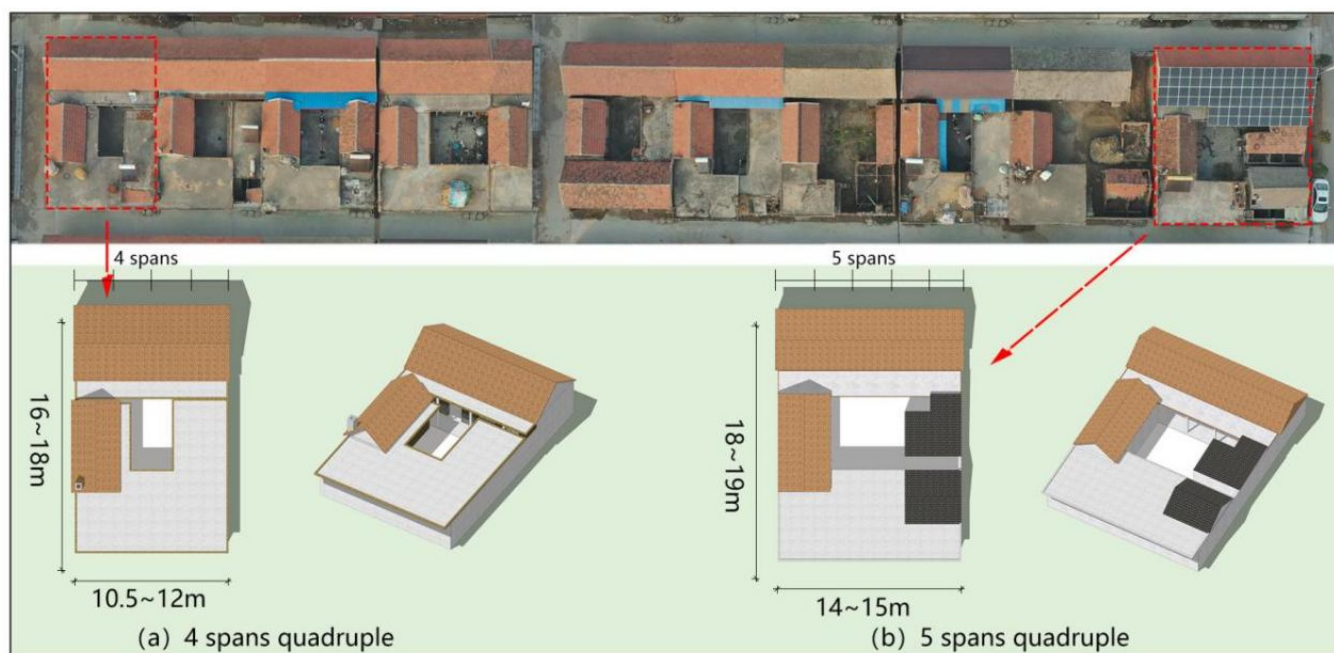 4 spans
5 spans
16~18m
18~19m
10.5~12m
14~15m
(a) 4 spans quadruple
(b) 5 spans quadruple